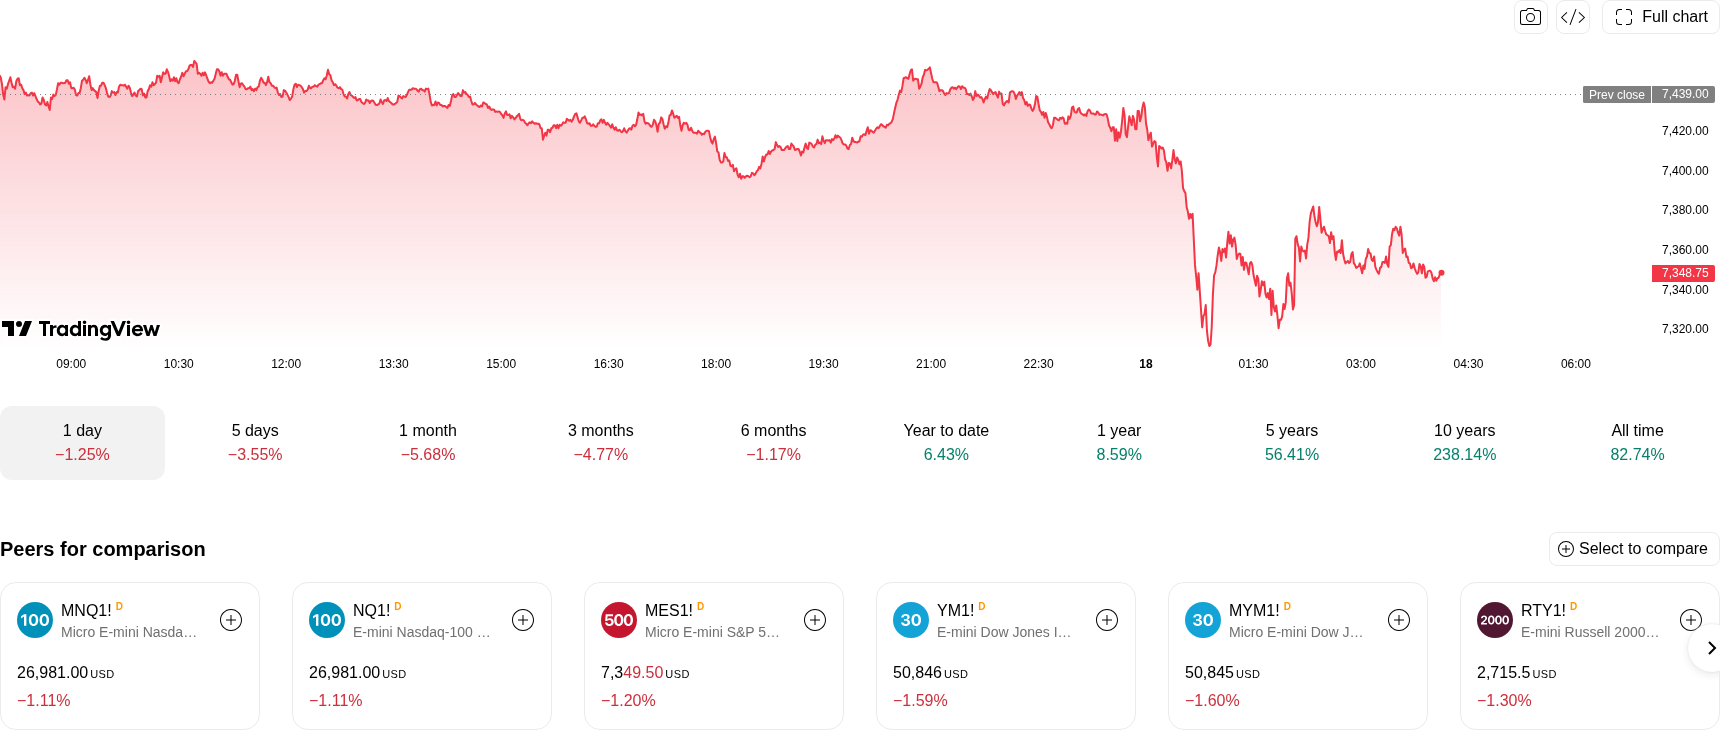 Full chart
Prev close 7,439.00
7,420.00
7,400.00
7,380.00
7,360.00
7,348.75
7,340.00
7,320.00
TradingView
09:00 10:30 12:00 13:30 15:00 16:30 18:00 19:30 21:00 22:30 18 01:30 03:00 04:30 06:00
1 day 5 days 1 month 3 months 6 months Year to date 1 year 5 years 10 years All time
−1.25% −3.55% −5.68% −4.77% −1.17% 6.43% 8.59% 56.41% 238.14% 82.74%
Peers for comparison
Select to compare
100 MNQ1! D
Micro E-mini Nasda…
26,981.00 USD
−1.11%
100 NQ1! D
E-mini Nasdaq-100 …
26,981.00 USD
−1.11%
500 MES1! D
Micro E-mini S&P 5…
7,349.50 USD
−1.20%
30 YM1! D
E-mini Dow Jones I…
50,846 USD
−1.59%
30 MYM1! D
Micro E-mini Dow J…
50,845 USD
−1.60%
2000 RTY1! D
E-mini Russell 2000…
2,715.5 USD
−1.30%